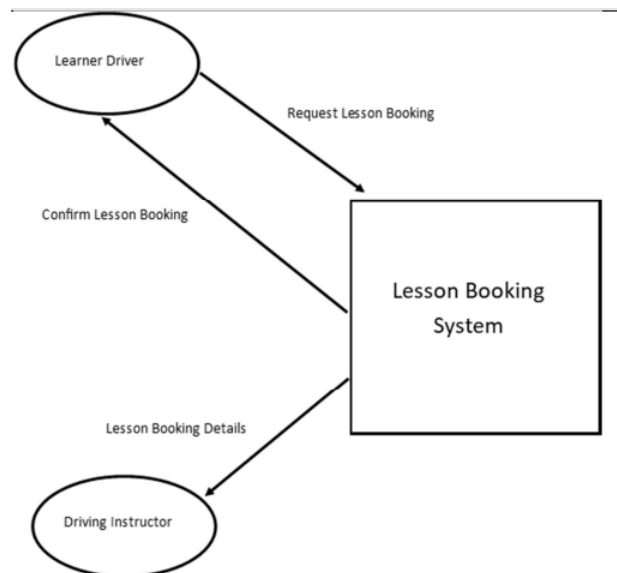 Learner Driver
Request Lesson Booking
Confirm Lesson Booking
Lesson Booking
System
Lesson Booking Details
Driving Instructor